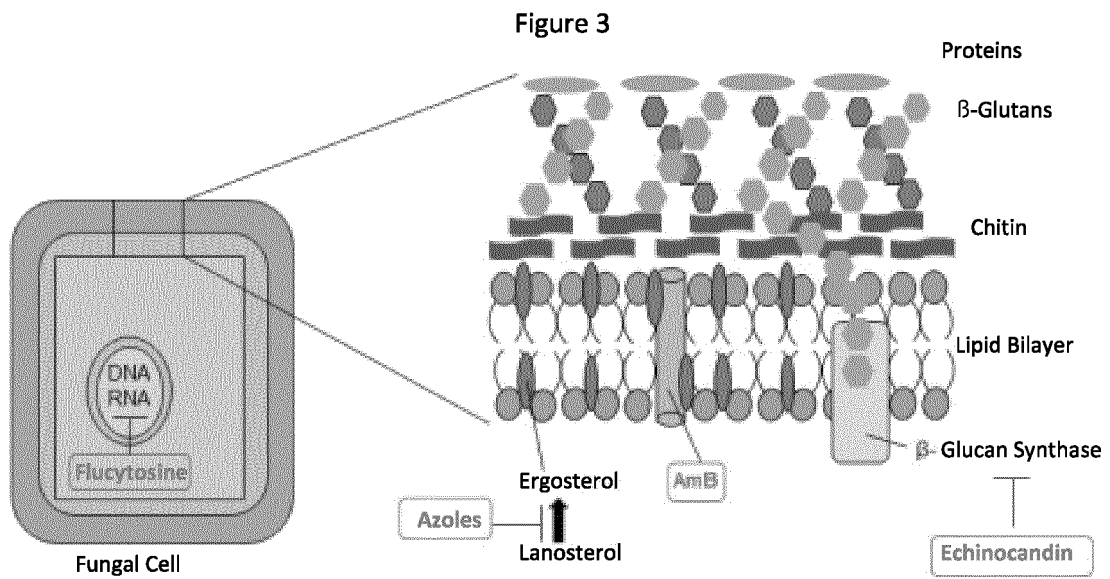 Figure 3
Proteins
ß-Glutans
Chitin
Lipid Bilayer
β- Glucan Synthase
DNA
RNA
Flucytosine
Fungal Cell
Ergosterol
AmB
Azoles
Lanosterol
Echinocandin